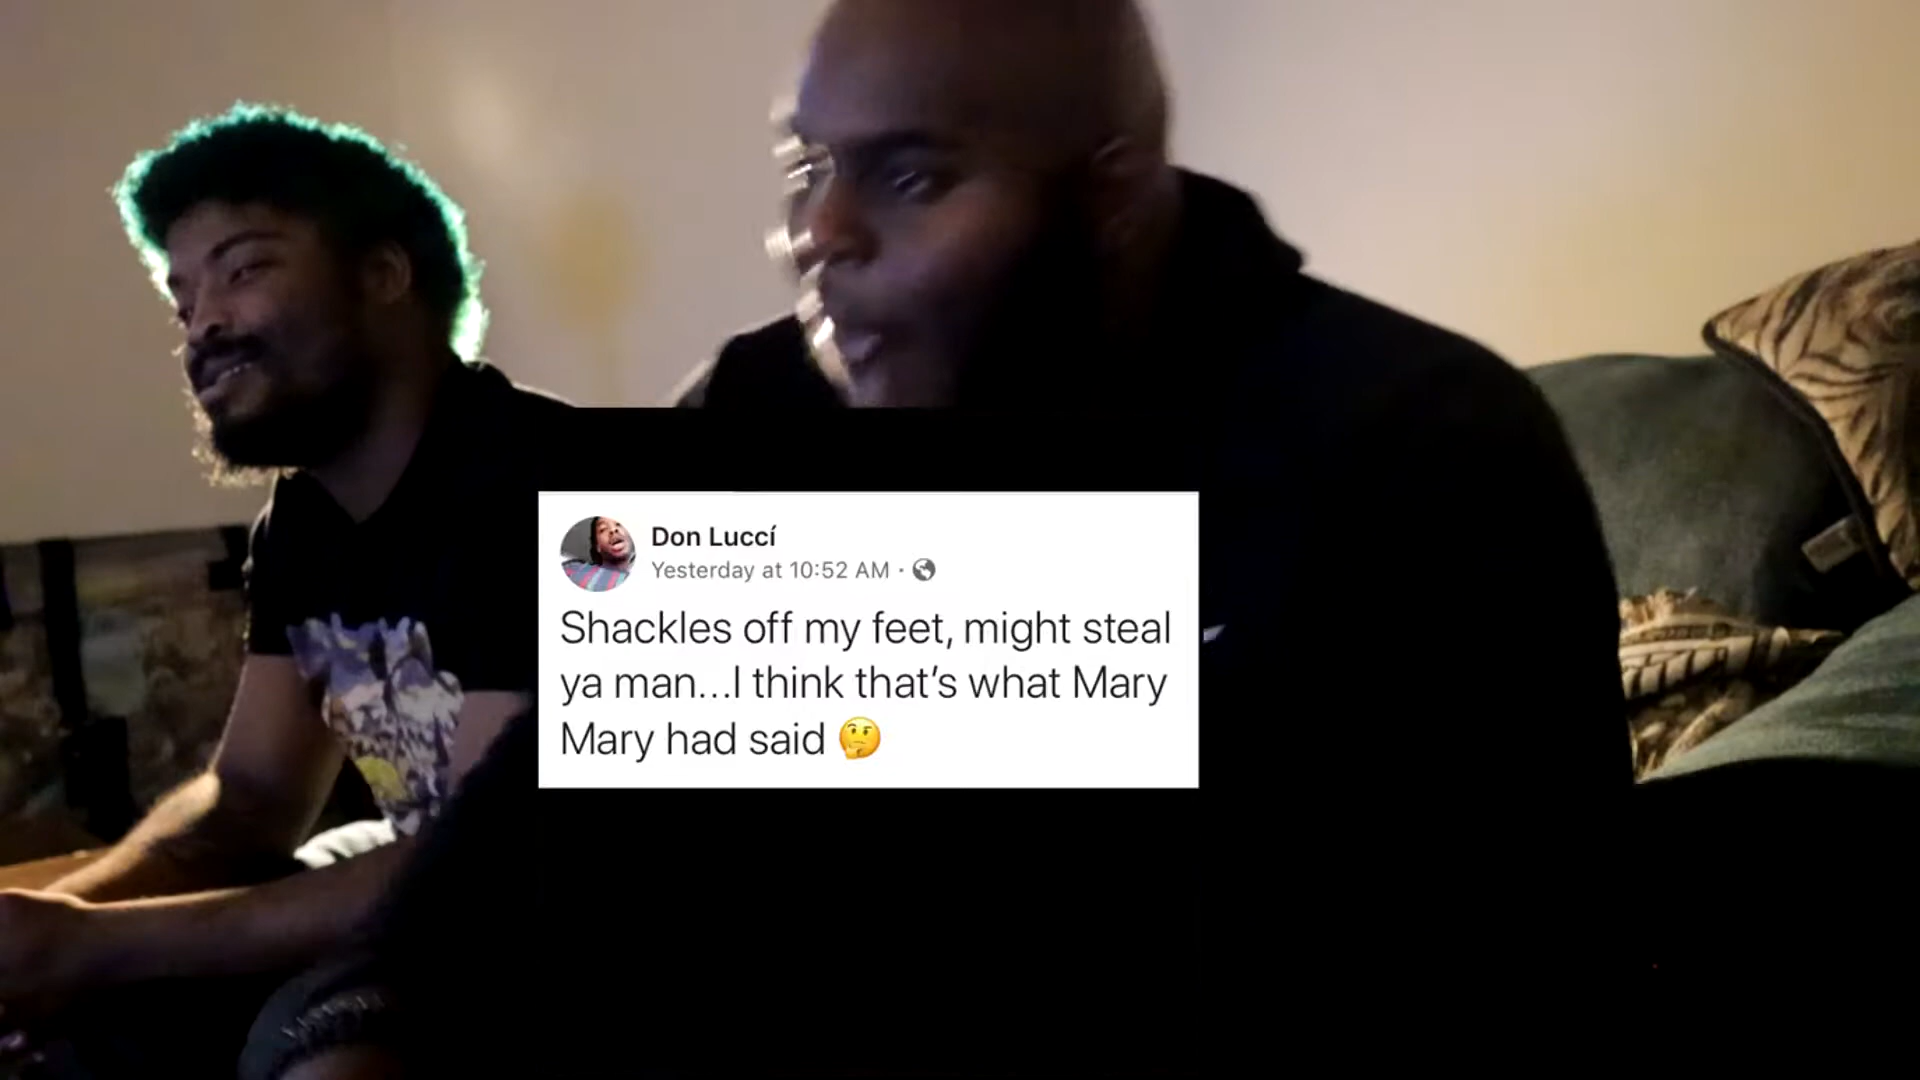 Don Luccí
Yesterday at 10:52 AM ·
Shackles off my feet, might steal
ya man...I think that's what Mary
Mary had said 🤔